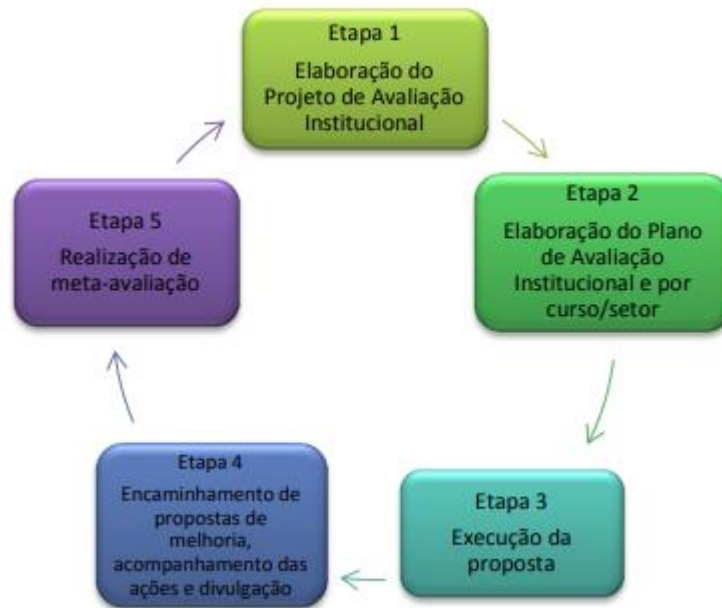 Etapa 1
Elaboração do
Projeto de Avaliação
Institucional
Etapa 2
Elaboração do Plano
de Avaliação
Institucional e por
curso/setor
Etapa 3
Execução da
proposta
Etapa 4
Encaminhamento de
propostas de
melhoria,
acompanhamento das
ações e divulgação
Etapa 5
Realização de
meta-avaliação